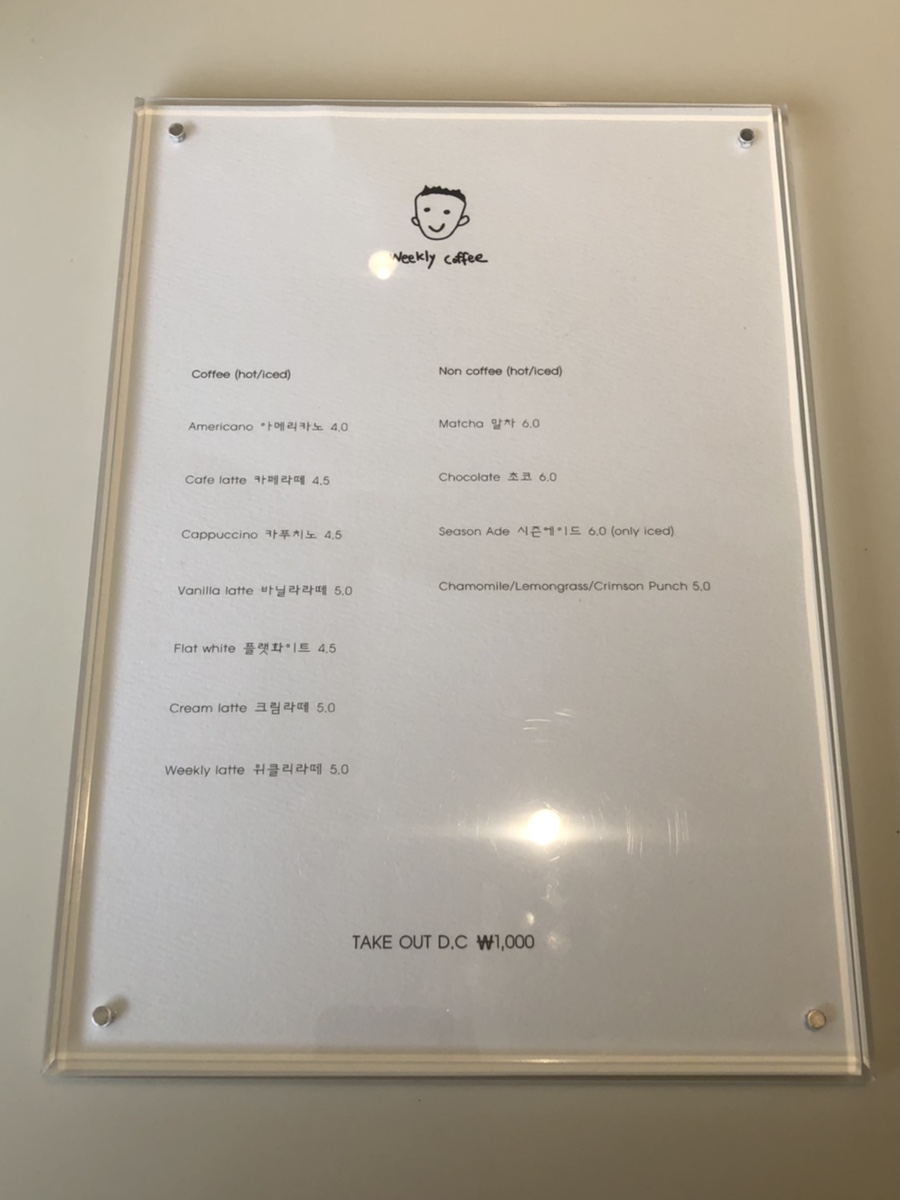 Weekly coffee
Coffee (hot/iced)
Americano 아메리카노 4.0
Cafe latte 카페라떼 4.5
Cappuccino 카푸치노 4.5
Vanilla latte 바닐라라떼 5.0
Flat white 플랫화이트 4.5
Cream latte 크림라떼 5.0
Weekly latte 위클리라떼 5.0
Non coffee (hot/iced)
Matcha 말차 6.0
Chocolate 초코 6.0
Season Ade 시즌에이드 6.0 (only iced)
Chamomile/Lemongrass/Crimson Punch 5.0
TAKE OUT D.C ₩1,000